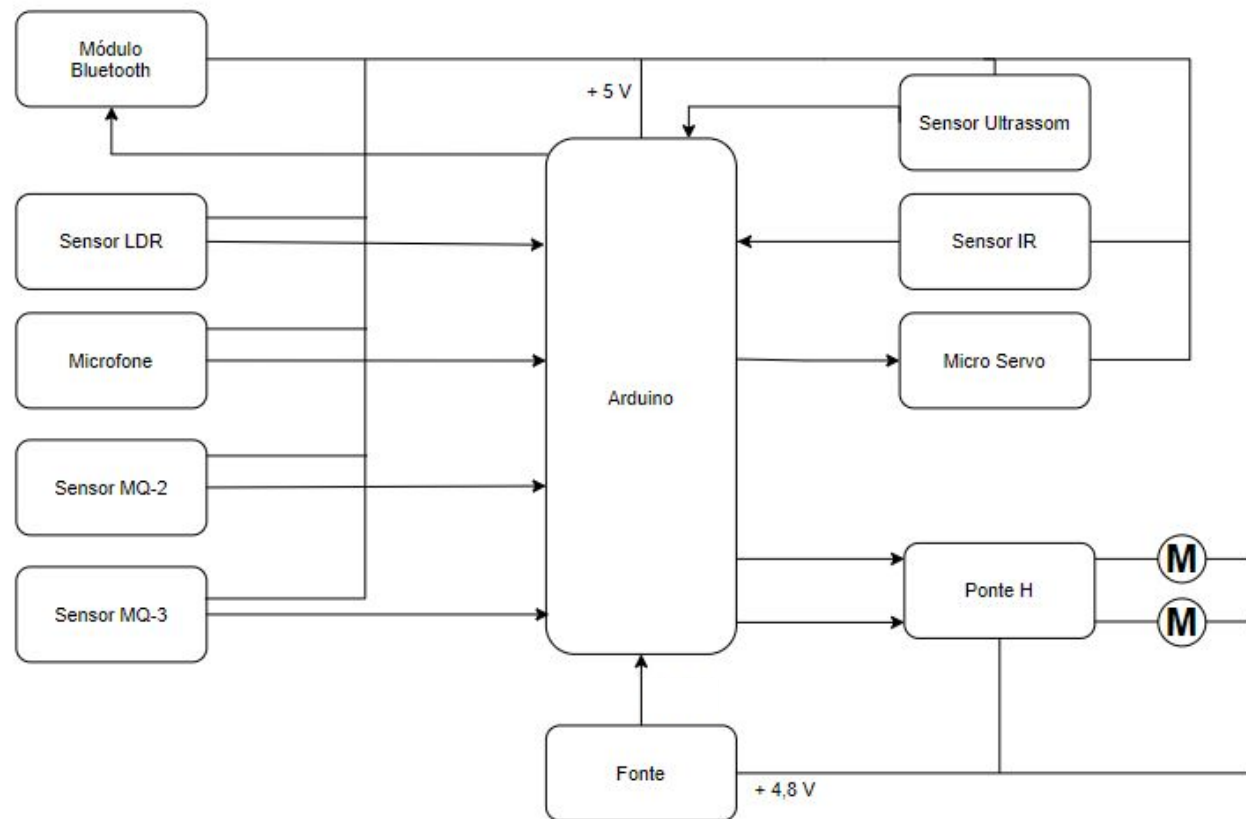 Módulo
Bluetooth
+ 5 V
Sensor Ultrassom
Sensor LDR
Sensor IR
Microfone
Micro Servo
Arduino
Sensor MQ-2
Sensor MQ-3
Ponte H
M
M
Fonte
+ 4,8 V